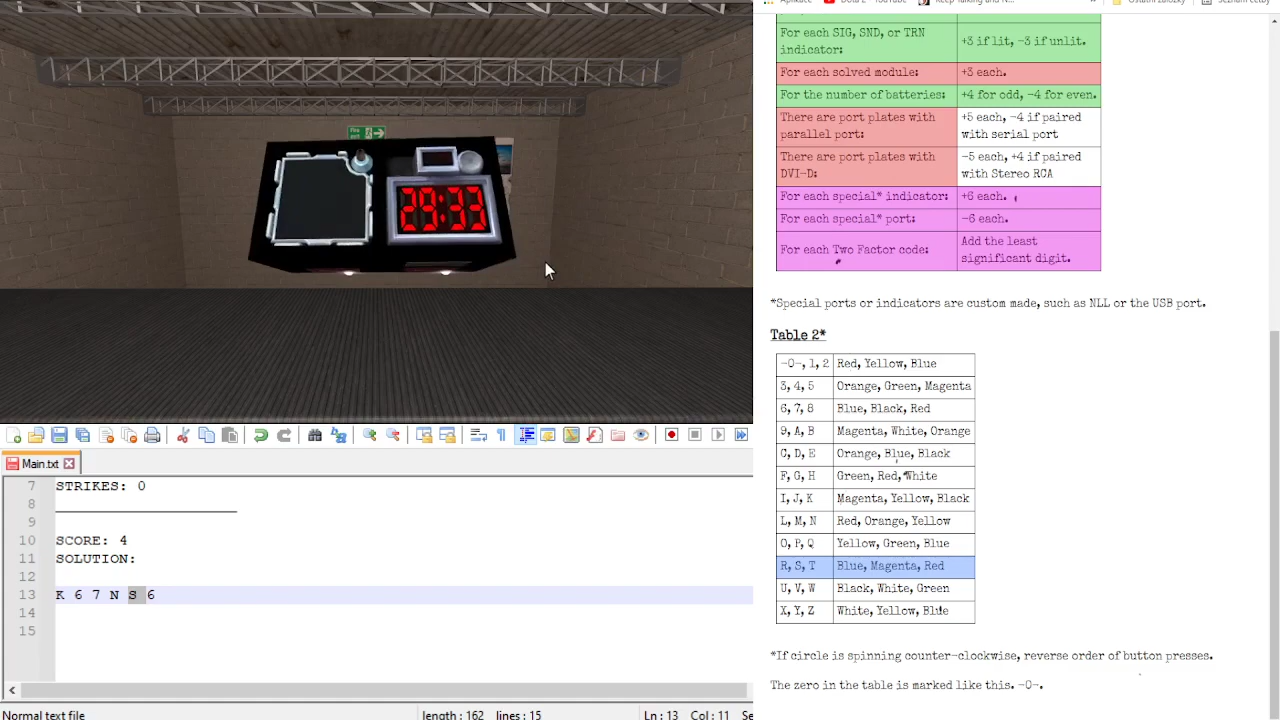 Aplikace
Ostatní záložky
For each SIG, SND, or TRN
indicator:
+3 if lit, -3 if unlit.
For each solved module:
+3 each.
For the number of batteries:
+4 for odd, -4 for even.
There are port plates with
parallel port:
+5 each, -4 if paired
with serial port
There are port plates with
DVI-D:
-5 each, +4 if paired
with Stereo RCA
For each special* indicator:
+6 each.
For each special* port:
-6 each.
For each Two Factor code:
Add the least
significant digit.
*Special ports or indicators are custom made, such as NLL or the USB port.
Table 2*
-0-, 1, 2 Red, Yellow, Blue
3, 4, 5 Orange, Green, Magenta
6, 7, 8 Blue, Black, Red
9, A, B Magenta, White, Orange
C, D, E Orange, Blue, Black
F, G, H Green, Red, White
I, J, K Magenta, Yellow, Black
L, M, N Red, Orange, Yellow
O, P, Q Yellow, Green, Blue
R, S, T Blue, Magenta, Red
U, V, W Black, White, Green
X, Y, Z White, Yellow, Blue
*If circle is spinning counter-clockwise, reverse order of button presses.
The zero in the table is marked like this. -0-.
29:33
Main.txt
7 STRIKES: 0
8
9
10 SCORE: 4
11 SOLUTION:
12
13 K 6 7 N S 6
14
15
Normal text file length : 162 lines : 15 Ln : 13 Col : 11 Se